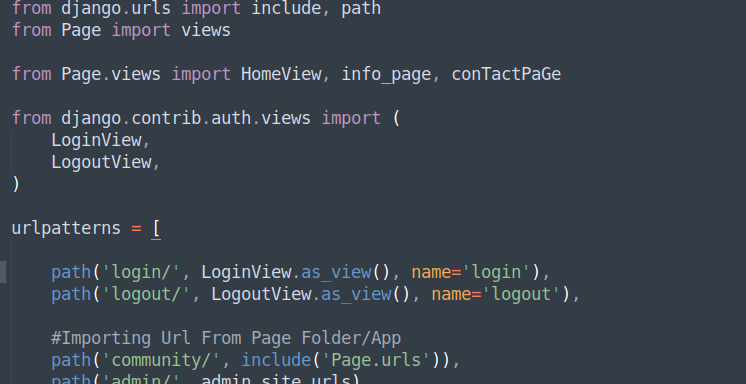 from django.urls import include, path
from Page import views
from Page.views import HomeView, info_page, conTactPaGe
from django.contrib.auth.views import (
    LoginView,
    LogoutView,
)
urlpatterns = [
    path('login/', LoginView.as_view(), name='login'),
    path('logout/', LogoutView.as_view(), name='logout'),
    #Importing Url From Page Folder/App
    path('community/', include('Page.urls')),
    path('admin/', admin.site.urls)